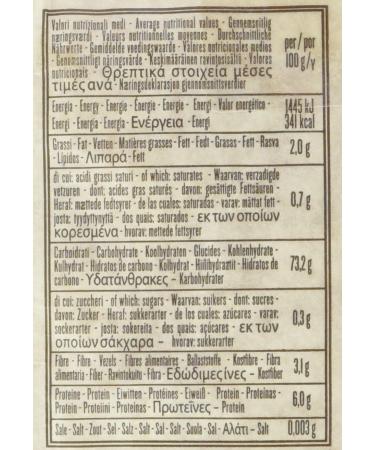 Valori nutrizionali medi - Average nutritional values - Gennemsnitlig
næringsværdi - Valeurs nutritionnelles moyennes - Durchschnittliche
Nährwerte - Gemiddelde voedingswaarde - Valores nutricionales medios
- Genomsnittligt näringsvärde - Keskimääräinen ravintosisältö - Valores
nutricionais - Θρεπτικά στοιχεία μέσες
τιμές ανά - Næringsdeklarasjon gjennomsnittsverdier
per/por
100 g/γ
Energia - Energy - Energie - Énergie - Energie - Energi - Valor energético -
Energi - Energia - Energia - Ενέργεια - Energi
1445 kJ
341 kcal
Grassi - Fat - Vetten - Matières grasses - Fett - Fedt - Grasas - Fett - Rasva
- Lípidos - Λιπαρά - Fett
2,0 g
di cui: acidi grassi saturi - of which: saturates - Waarvan: verzadigde
vetzuren - dont: acides gras saturés - davon: gesättigte Fettsäuren -
Heraf: mættede fedtsyrer - de las cuales: saturadas - varav: mättat fett -
josta: tyydyttynyttä - dos quais: saturados - εκ των οποίων
κορεσμένα - hvorav: mettede fettsyrer
0,7 g
Carboidrati - Carbohydrate - Koolhydraten - Glucides - Kohlenhydrate -
Kulhydrat - Hidratos de carbono - Kolhydrat - Hiilihydraatit - Hidratos de
carbono - Υδατάνθρακες - Karbohydrater
73,2 g
di cui: zuccheri - of which: sugars - Waarvan: suikers - dont: sucres -
davon: Zucker - Heraf: sukkerarter - de los cuales: azúcares - varav:
sockerarter - josta: sokereita - dos quais: açúcares - εκ των
οποίων σάκχαρα - hvorav: sukkerarter
0,3 g
Fibre - Fibre - Vezels - Fibres alimentaires - Ballaststoffe - Kostfibre - Fibra
alimentaria - Fiber - Ravintokuitu - Fibra - Εδώδιμες ίνες - Kostfiber
3,1 g
Proteine - Protein - Eiwitten - Protéines - Eiweiß - Protein - Proteínas -
Protein - Proteiini - Proteínas - Πρωτεΐνες - Protein
6,0 g
Sale - Salt - Zout - Sel - Salz - Salt - Sal - Salt - Suola - Sal - Αλάτι - Salt
0,003 g